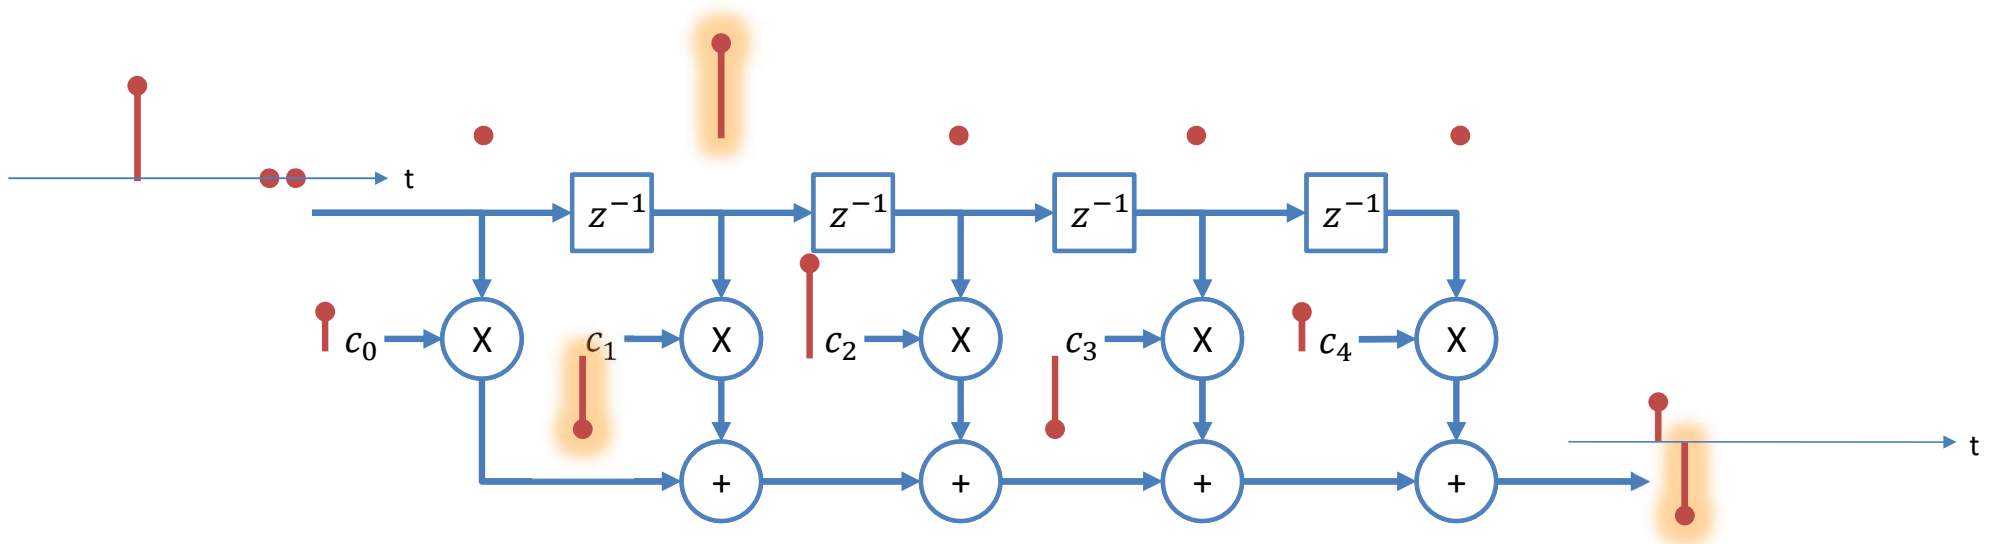 t
z⁻¹ z⁻¹ z⁻¹ z⁻¹
c₀ X c₁ X c₂ X c₃ X c₄ X
+ + + +
t